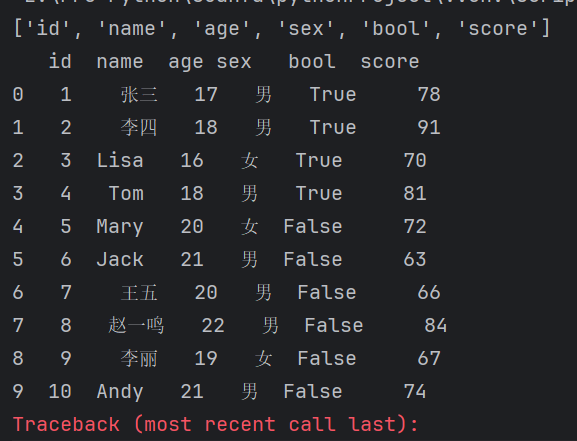 ['id', 'name', 'age', 'sex', 'bool', 'score']
id name age sex bool score
0 1 张三 17 男 True 78
1 2 李四 18 男 True 91
2 3 Lisa 16 女 True 70
3 4 Tom 18 男 True 81
4 5 Mary 20 女 False 72
5 6 Jack 21 男 False 63
6 7 王五 20 男 False 66
7 8 赵一鸣 22 男 False 84
8 9 李丽 19 女 False 67
9 10 Andy 21 男 False 74
Traceback (most recent call last):